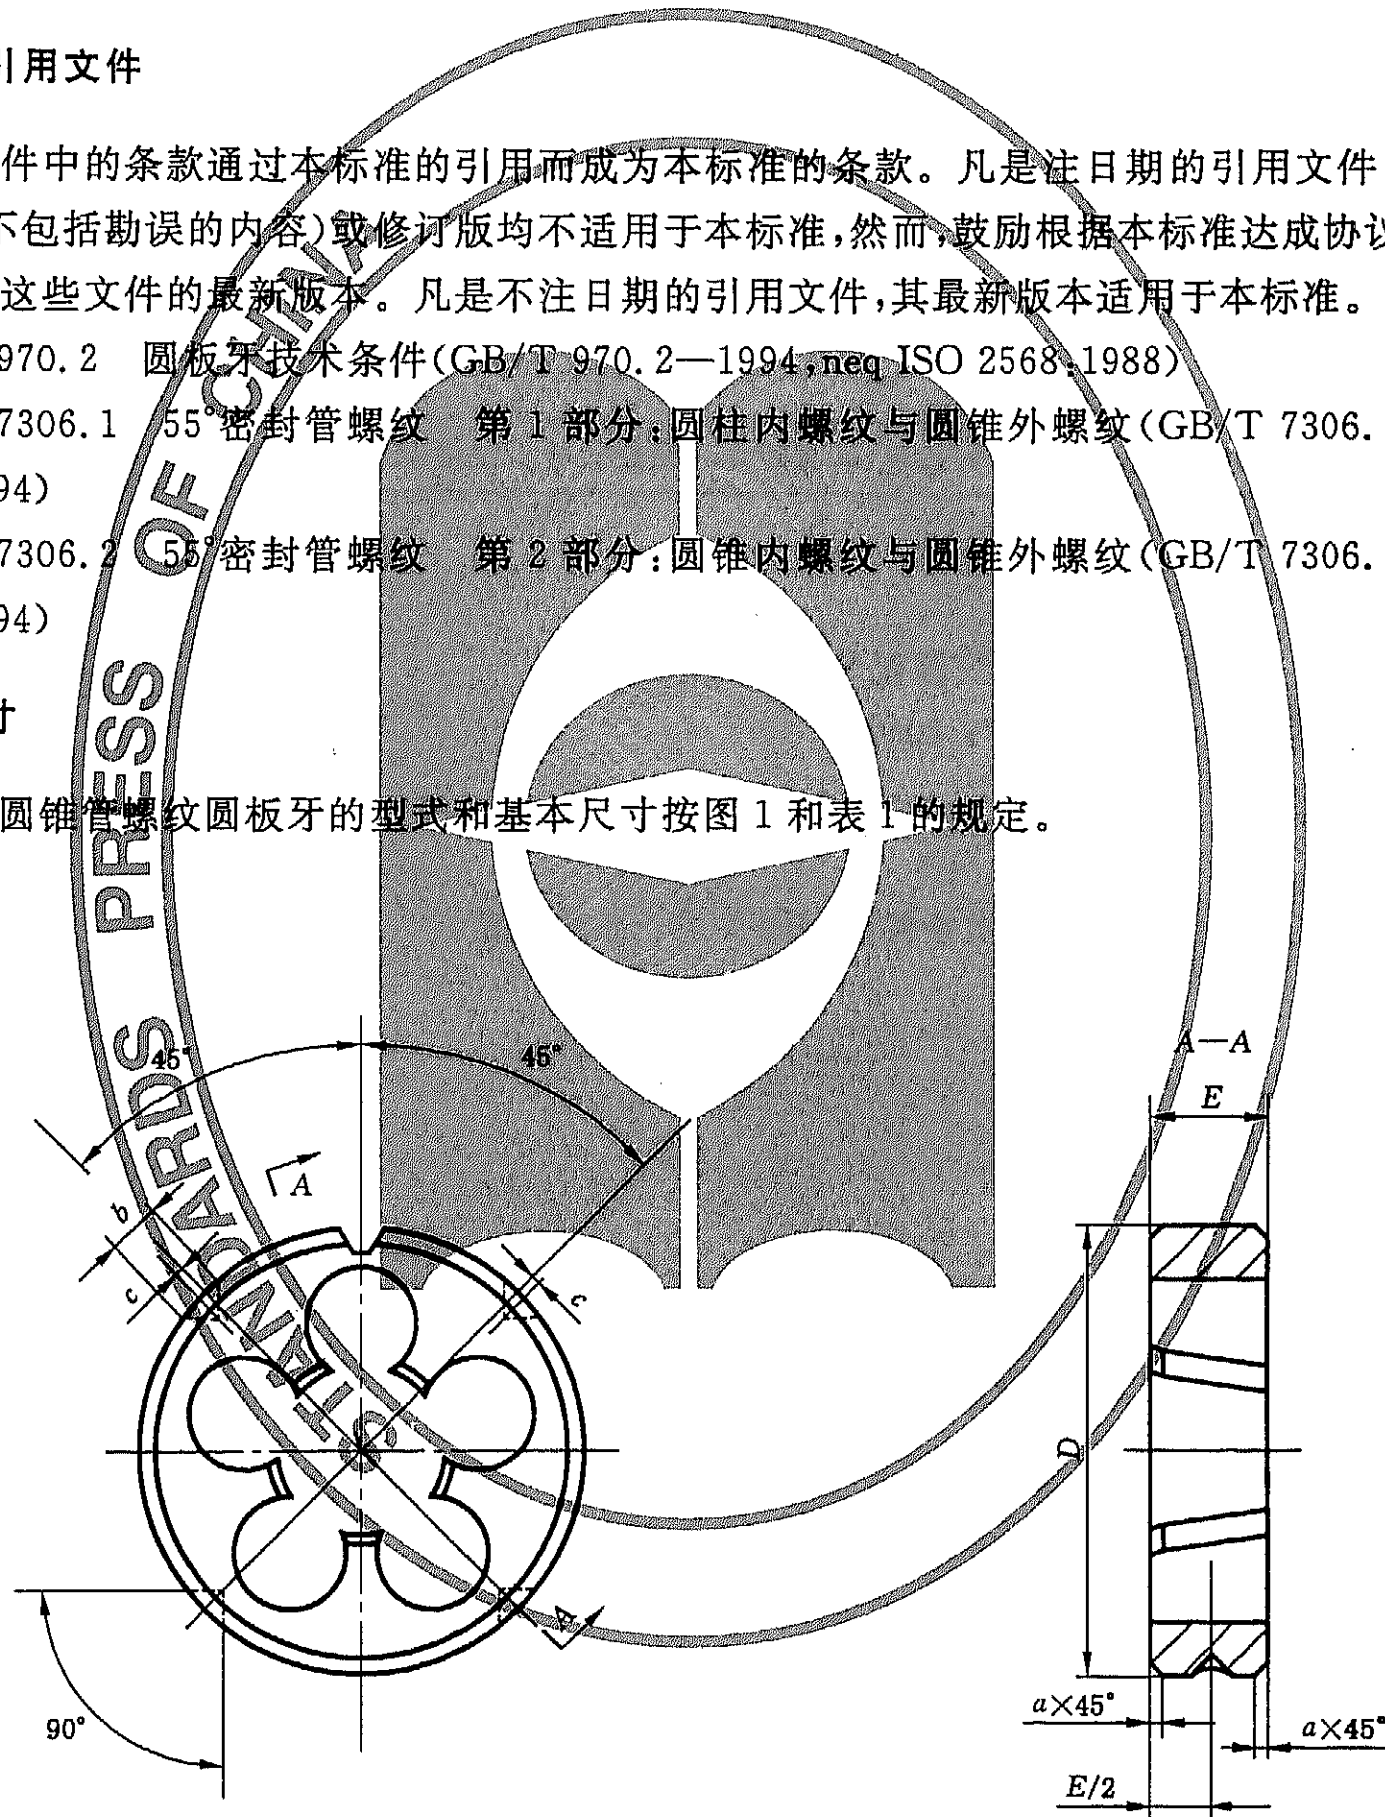 引用文件
件中的条款通过本标准的引用而成为本标准的条款。凡是注日期的引用文件
不包括勘误的内容)或修订版均不适用于本标准,然而,鼓励根据本标准达成协议
这些文件的最新版本。凡是不注日期的引用文件,其最新版本适用于本标准。
970.2 圆板牙技术条件(GB/T 970.2—1994,neq ISO 2568:1988)
7306.1 55°密封管螺纹 第1部分:圆柱内螺纹与圆锥外螺纹(GB/T 7306.
94)
7306.2 55°密封管螺纹 第2部分:圆锥内螺纹与圆锥外螺纹(GB/T 7306.
94)
寸
圆锥管螺纹圆板牙的型式和基本尺寸按图1和表1的规定。
STANDARDS PRESS OF CHINA
45°
45°
A—A
E
A
b
c
c
D
A
90°
a×45°
a×45°
E/2